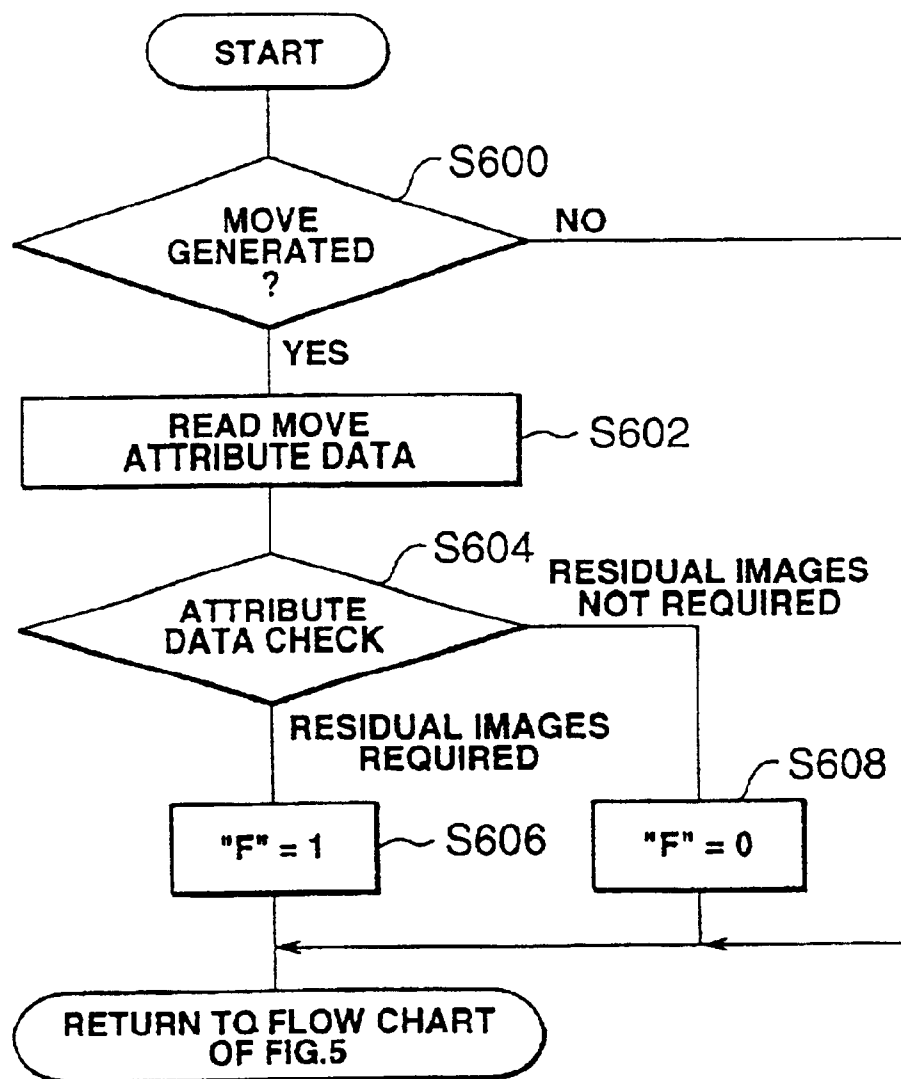 START
S600
MOVE
GENERATED
?
NO
YES
READ MOVE
ATTRIBUTE DATA
S602
S604
RESIDUAL IMAGES
NOT REQUIRED
ATTRIBUTE
DATA CHECK
RESIDUAL IMAGES
REQUIRED
S608
"F" = 1
S606
"F" = 0
RETURN TO FLOW CHART
OF FIG.5